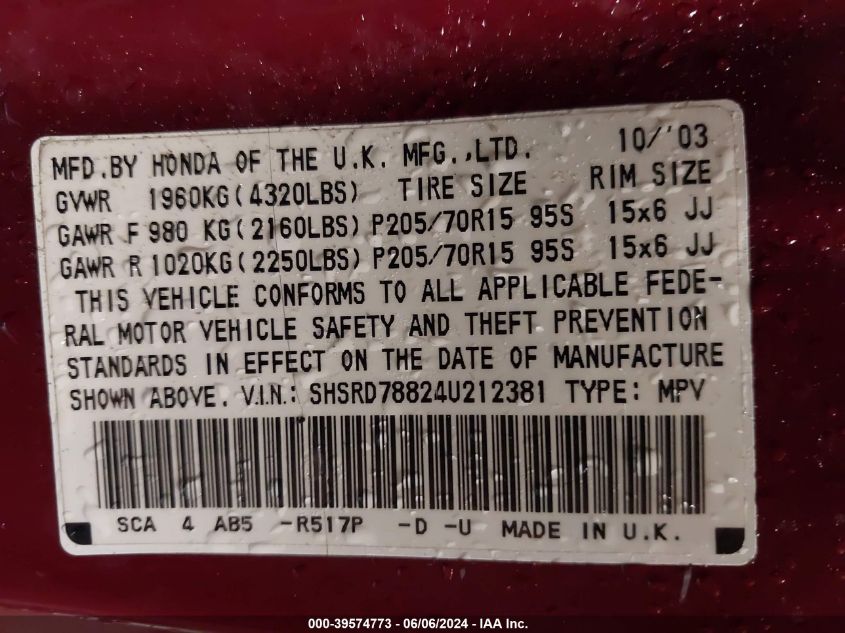 MFD.BY HONDA OF THE U.K. MFG.,LTD. 10/'03
GVWR 1960KG(4320LBS) TIRE SIZE RIM SIZE
GAWR F 980 KG(2160LBS) P205/70R15 95S 15x6 JJ
GAWR R 1020KG(2250LBS) P205/70R15 95S 15x6 JJ
THIS VEHICLE CONFORMS TO ALL APPLICABLE FEDE-
RAL MOTOR VEHICLE SAFETY AND THEFT PREVENTION
STANDARDS IN EFFECT ON THE DATE OF MANUFACTURE
SHOWN ABOVE. V.I.N.: SHSRD78824U212381 TYPE: MPV
SCA 4 AB5 -R517P -D -U MADE IN U.K.
000-39574773 - 06/06/2024 - IAA Inc.